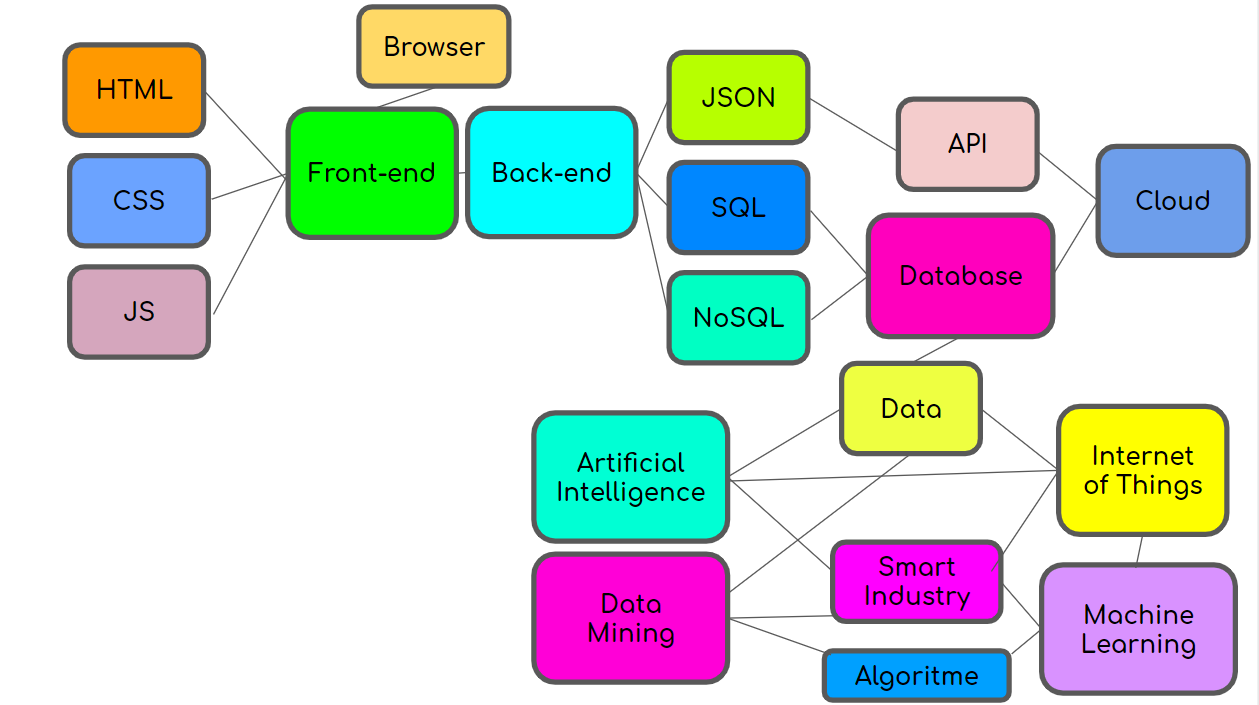 Browser
HTML
JSON
API
Front-end
Back-end
CSS
SQL
Cloud
Database
JS
NoSQL
Data
Artificial
Intelligence
Internet
of Things
Smart
Industry
Data
Mining
Machine
Learning
Algoritme